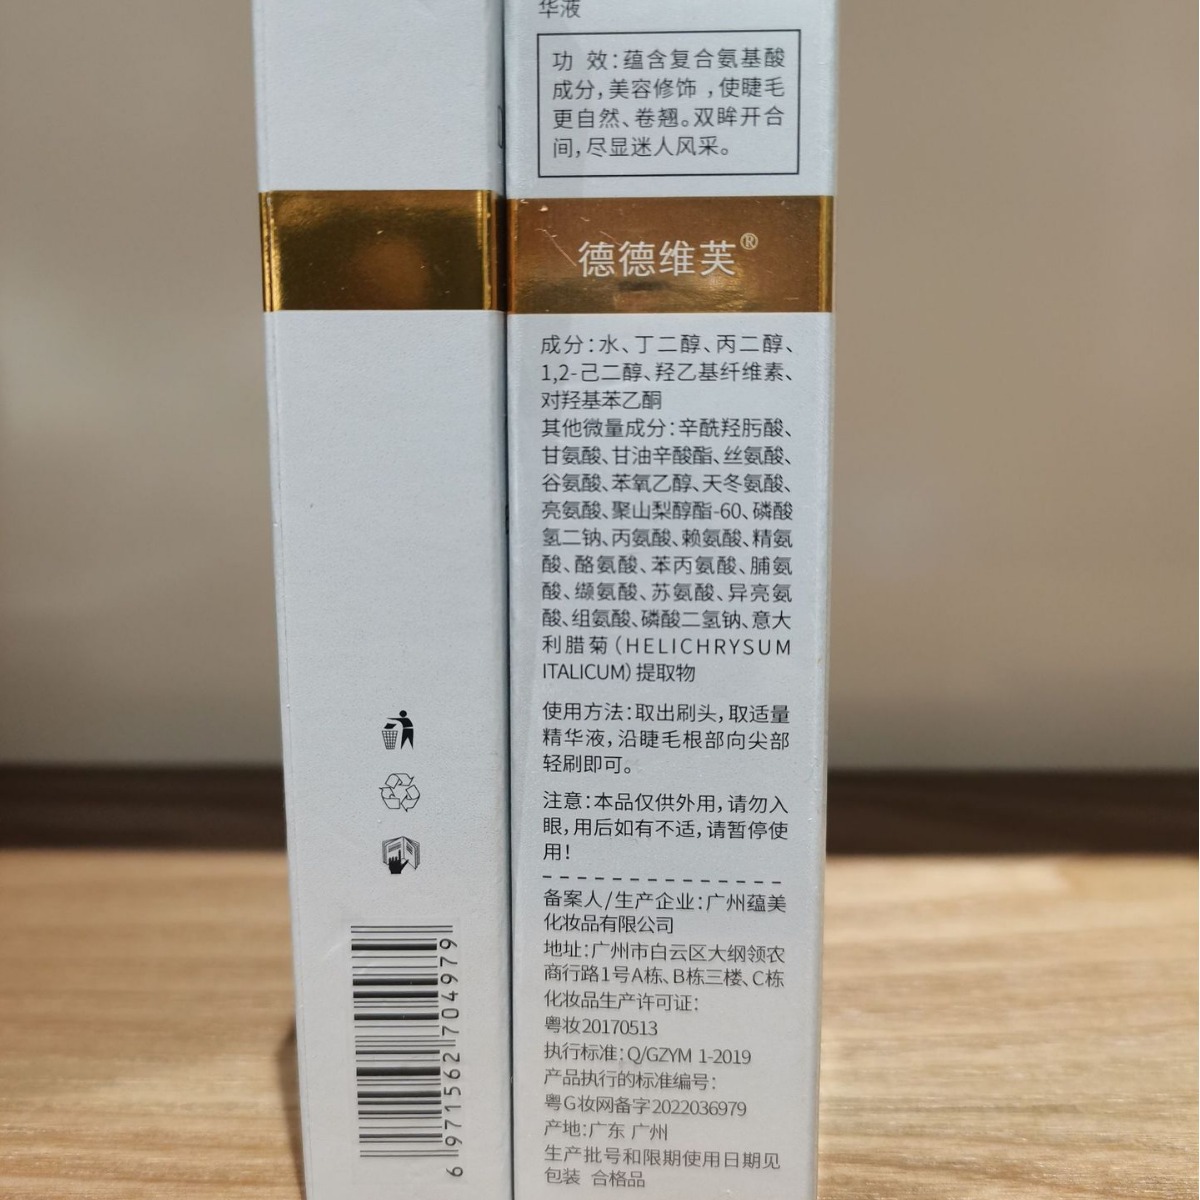 华液
功 效：蕴含复合氨基酸
成分，美容修饰，使睫毛
更自然、卷翘。双眸开合
间，尽显迷人风采。
德德维芙®
成分：水、丁二醇、丙二醇、
1,2-己二醇、羟乙基纤维素、
对羟基苯乙酮
其他微量成分：辛酰羟肟酸、
甘氨酸、甘油辛酸酯、丝氨酸、
谷氨酸、苯氧乙醇、天冬氨酸、
亮氨酸、聚山梨醇酯-60、磷酸
氢二钠、丙氨酸、赖氨酸、精氨
酸、酪氨酸、苯丙氨酸、脯氨
酸、缬氨酸、苏氨酸、异亮氨
酸、组氨酸、磷酸二氢钠、意大
利腊菊（HELICHRYSUM
ITALICUM）提取物
使用方法：取出刷头，取适量
精华液，沿睫毛根部向尖部
轻刷即可。
注意：本品仅供外用，请勿入
眼，用后如有不适，请暂停使
用！
备案人/生产企业：广州蕴美
化妆品有限公司
地址：广州市白云区大纲领农
商行路1号A栋、B栋三楼、C栋
化妆品生产许可证：
粤妆20170513
执行标准：Q/GZYM 1-2019
产品执行的标准编号：
粤G妆网备字2022036979
产地：广东 广州
生产批号和限期使用日期见
包装 合格品
6 971562 704979